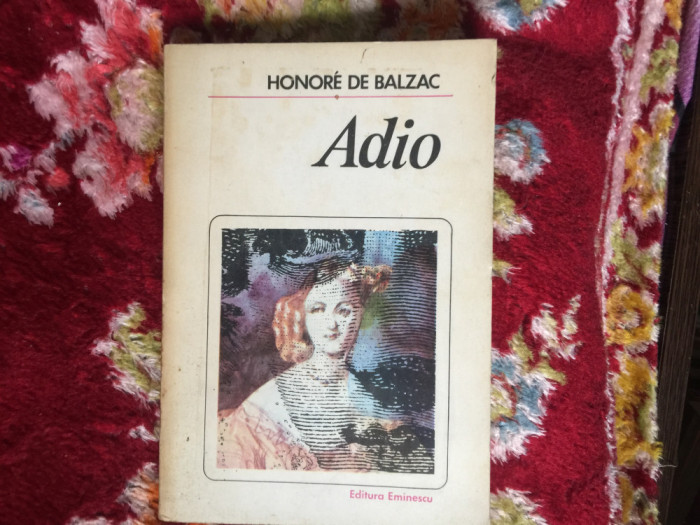 HONORÉ DE BALZAC
Adio
Editura Eminescu